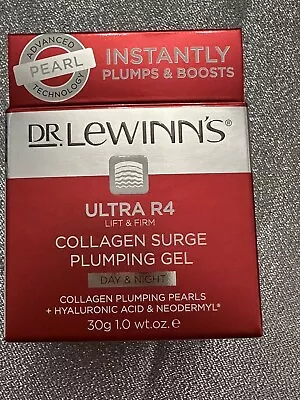 ADVANCED
PEARL
TECHNOLOGY
INSTANTLY
PLUMPS & BOOSTS
DR. LeWINN'S®
ULTRA R4
LIFT & FIRM
COLLAGEN SURGE
PLUMPING GEL
DAY & NIGHT
COLLAGEN PLUMPING PEARLS
+ HYALURONIC ACID & NEODERMYL®
30g 1.0 wt.oz. ℮